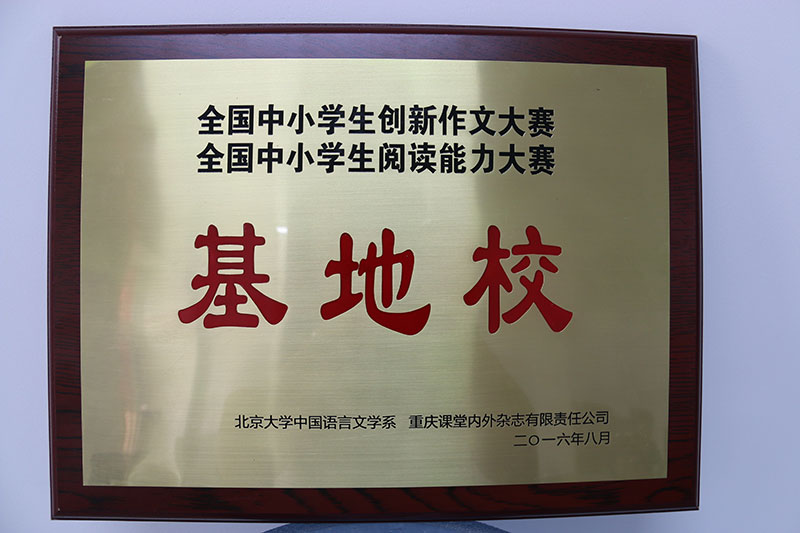 全国中小学生创新作文大赛
全国中小学生阅读能力大赛
基地校
北京大学中国语言文学系 重庆课堂内外杂志有限责任公司
二〇一六年八月